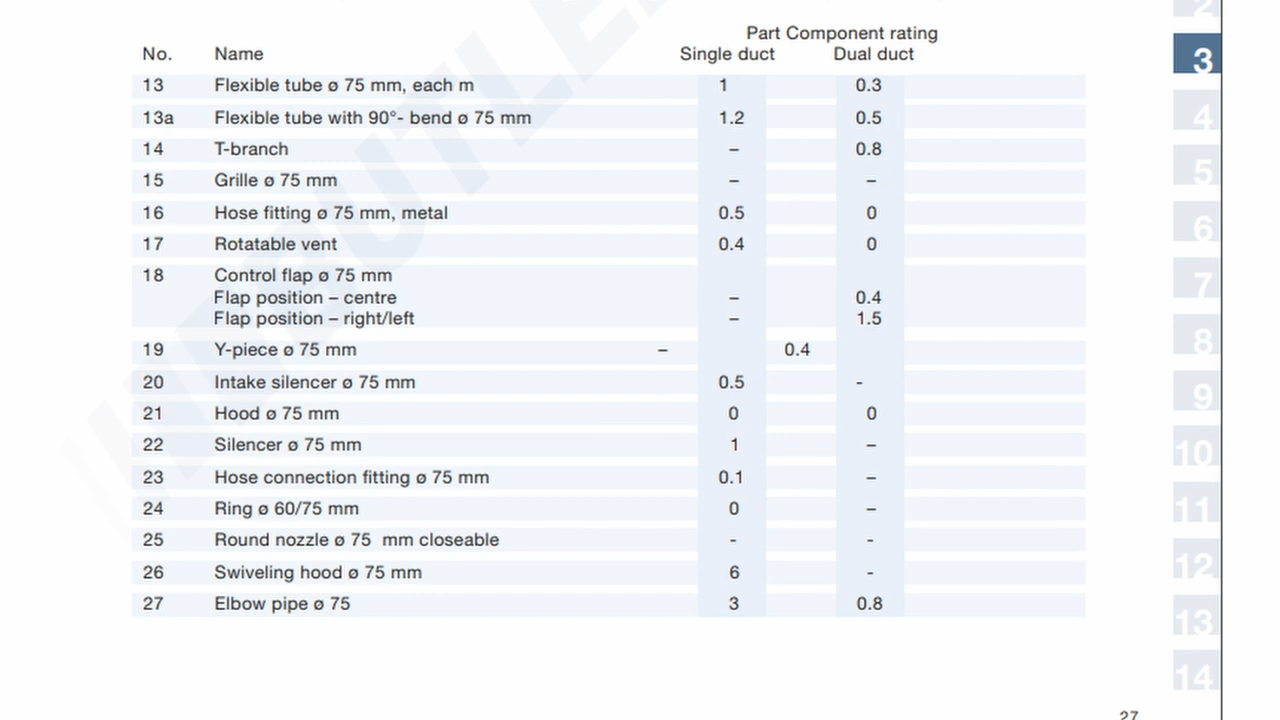 Part Component rating
No. Name Single duct Dual duct
13 Flexible tube ø 75 mm, each m 1 0.3
13a Flexible tube with 90°- bend ø 75 mm 1.2 0.5
14 T-branch – 0.8
15 Grille ø 75 mm – –
16 Hose fitting ø 75 mm, metal 0.5 0
17 Rotatable vent 0.4 0
18 Control flap ø 75 mm
Flap position – centre – 0.4
Flap position – right/left – 1.5
19 Y-piece ø 75 mm – 0.4
20 Intake silencer ø 75 mm 0.5 -
21 Hood ø 75 mm 0 0
22 Silencer ø 75 mm 1 –
23 Hose connection fitting ø 75 mm 0.1 –
24 Ring ø 60/75 mm 0 –
25 Round nozzle ø 75 mm closeable - -
26 Swiveling hood ø 75 mm 6 -
27 Elbow pipe ø 75 3 0.8
2
3
4
5
6
7
8
9
10
11
12
13
14
27